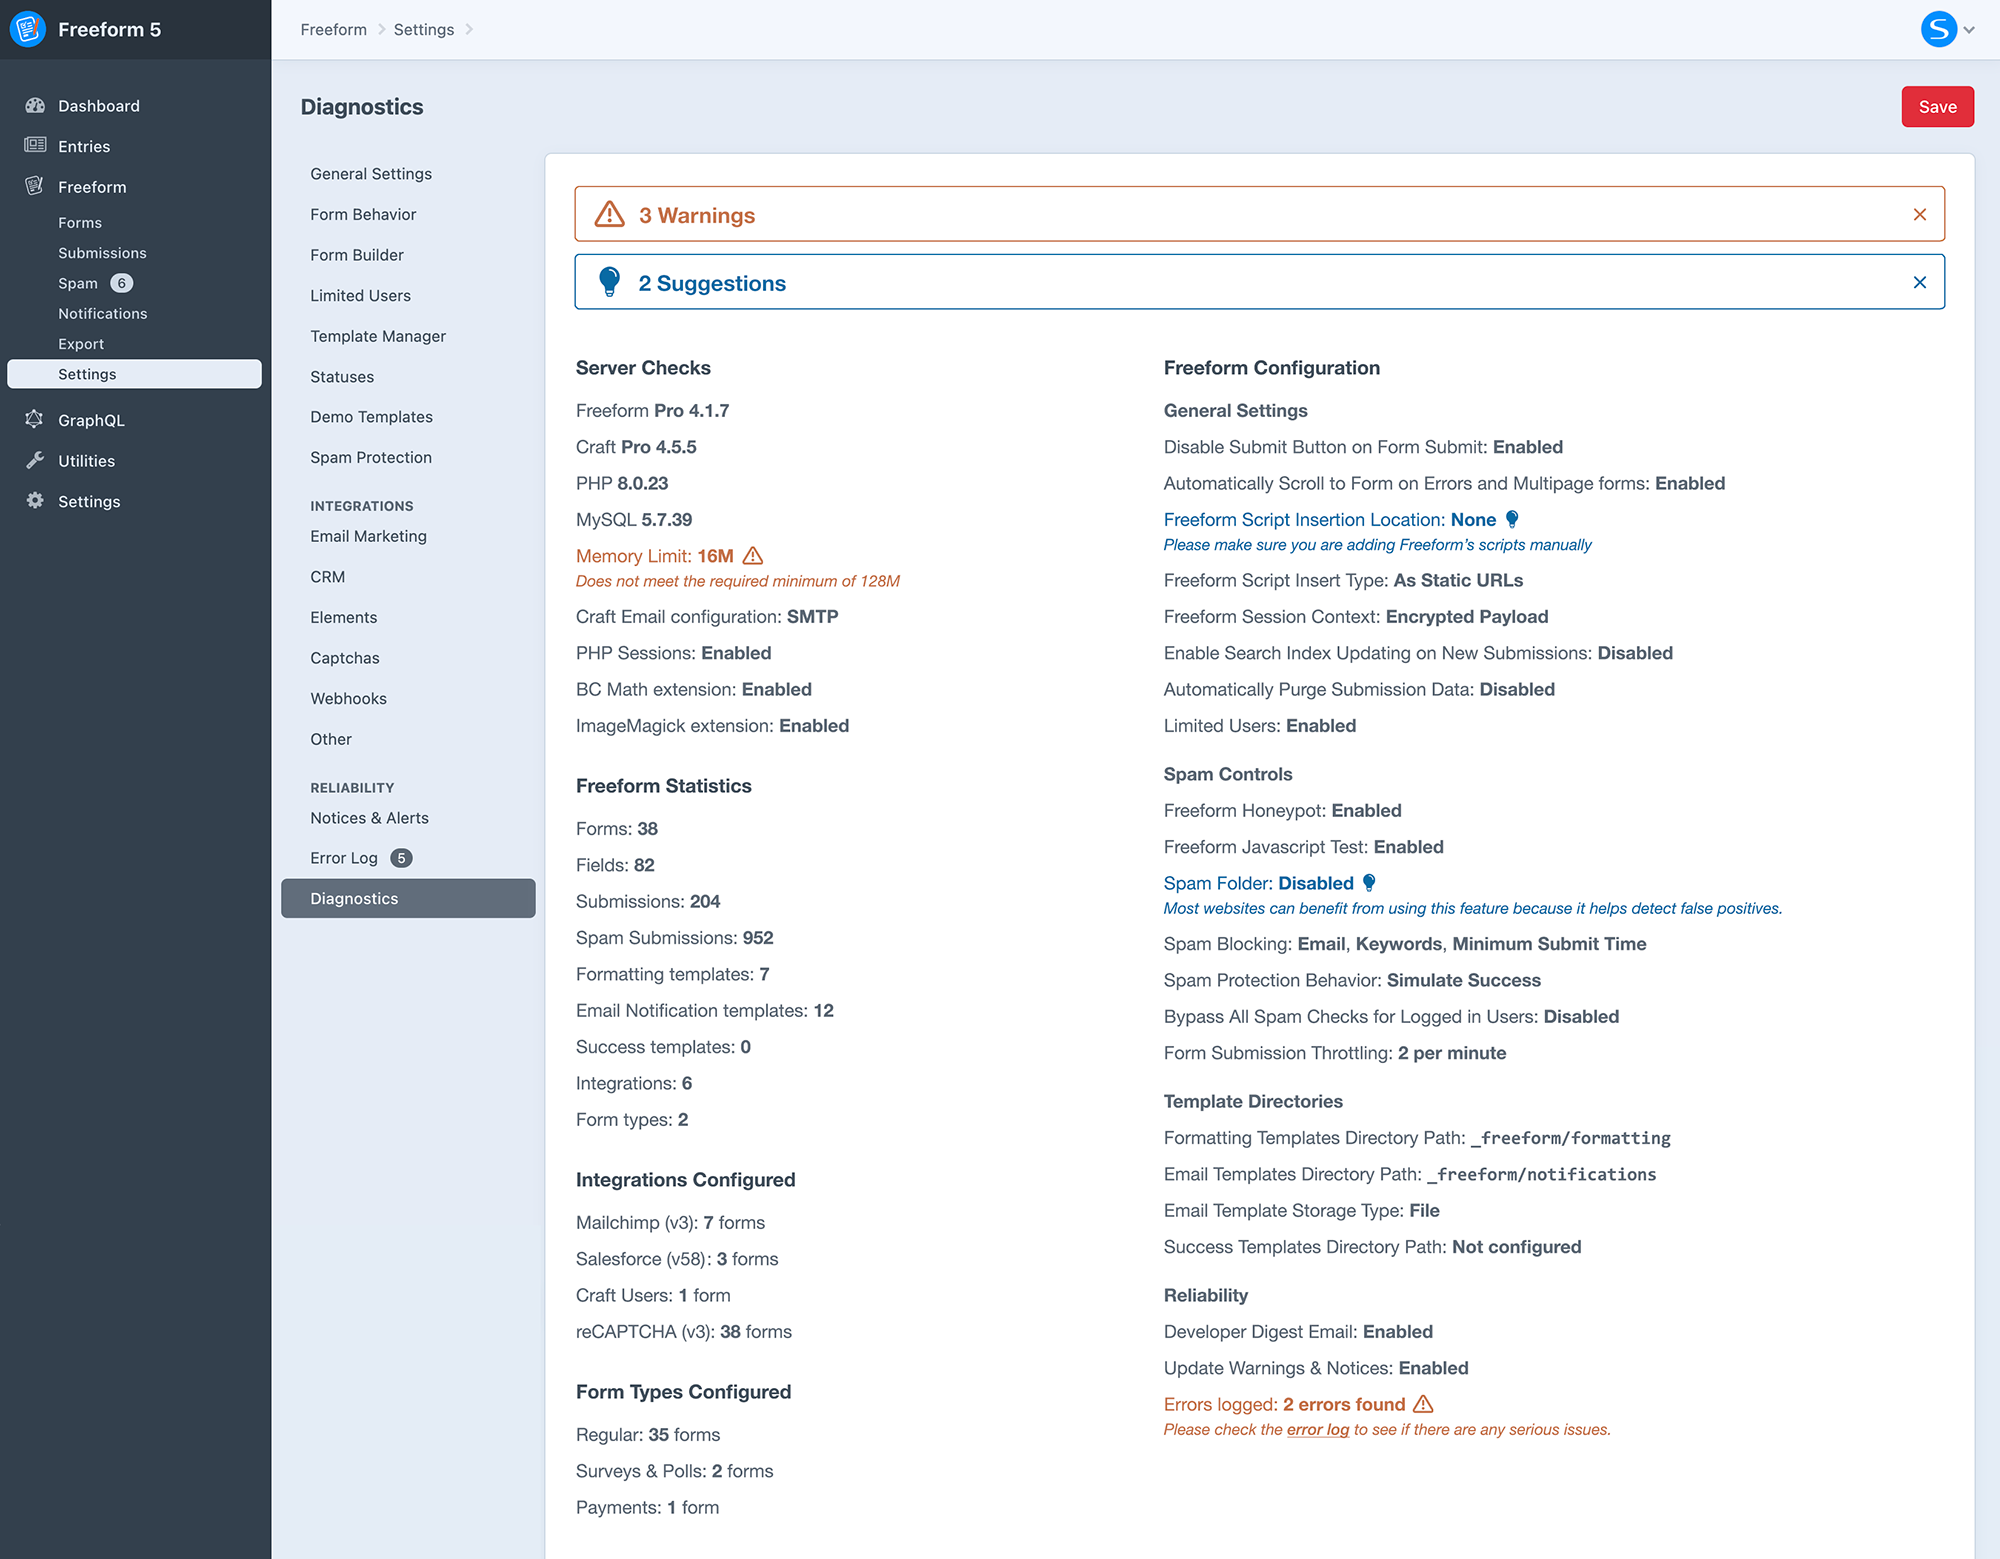 Freeform 5
Dashboard
Entries
Freeform
Forms
Submissions
Spam 6
Notifications
Export
Settings
GraphQL
Utilities
Settings
Freeform
Settings
S
Diagnostics
Save
General Settings
Form Behavior
Form Builder
Limited Users
Template Manager
Statuses
Demo Templates
Spam Protection
INTEGRATIONS
Email Marketing
CRM
Elements
Captchas
Webhooks
Other
RELIABILITY
Notices & Alerts
Error Log 5
Diagnostics
3 Warnings
2 Suggestions
Server Checks
Freeform Pro 4.1.7
Craft Pro 4.5.5
PHP 8.0.23
MySQL 5.7.39
Memory Limit: 16M
Does not meet the required minimum of 128M
Craft Email configuration: SMTP
PHP Sessions: Enabled
BC Math extension: Enabled
ImageMagick extension: Enabled
Freeform Statistics
Forms: 38
Fields: 82
Submissions: 204
Spam Submissions: 952
Formatting templates: 7
Email Notification templates: 12
Success templates: 0
Integrations: 6
Form types: 2
Integrations Configured
Mailchimp (v3): 7 forms
Salesforce (v58): 3 forms
Craft Users: 1 form
reCAPTCHA (v3): 38 forms
Form Types Configured
Regular: 35 forms
Surveys & Polls: 2 forms
Payments: 1 form
Freeform Configuration
General Settings
Disable Submit Button on Form Submit: Enabled
Automatically Scroll to Form on Errors and Multipage forms: Enabled
Freeform Script Insertion Location: None
Please make sure you are adding Freeform's scripts manually
Freeform Script Insert Type: As Static URLs
Freeform Session Context: Encrypted Payload
Enable Search Index Updating on New Submissions: Disabled
Automatically Purge Submission Data: Disabled
Limited Users: Enabled
Spam Controls
Freeform Honeypot: Enabled
Freeform Javascript Test: Enabled
Spam Folder: Disabled
Most websites can benefit from using this feature because it helps detect false positives.
Spam Blocking: Email, Keywords, Minimum Submit Time
Spam Protection Behavior: Simulate Success
Bypass All Spam Checks for Logged in Users: Disabled
Form Submission Throttling: 2 per minute
Template Directories
Formatting Templates Directory Path: _freeform/formatting
Email Templates Directory Path: _freeform/notifications
Email Template Storage Type: File
Success Templates Directory Path: Not configured
Reliability
Developer Digest Email: Enabled
Update Warnings & Notices: Enabled
Errors logged: 2 errors found
Please check the error log to see if there are any serious issues.